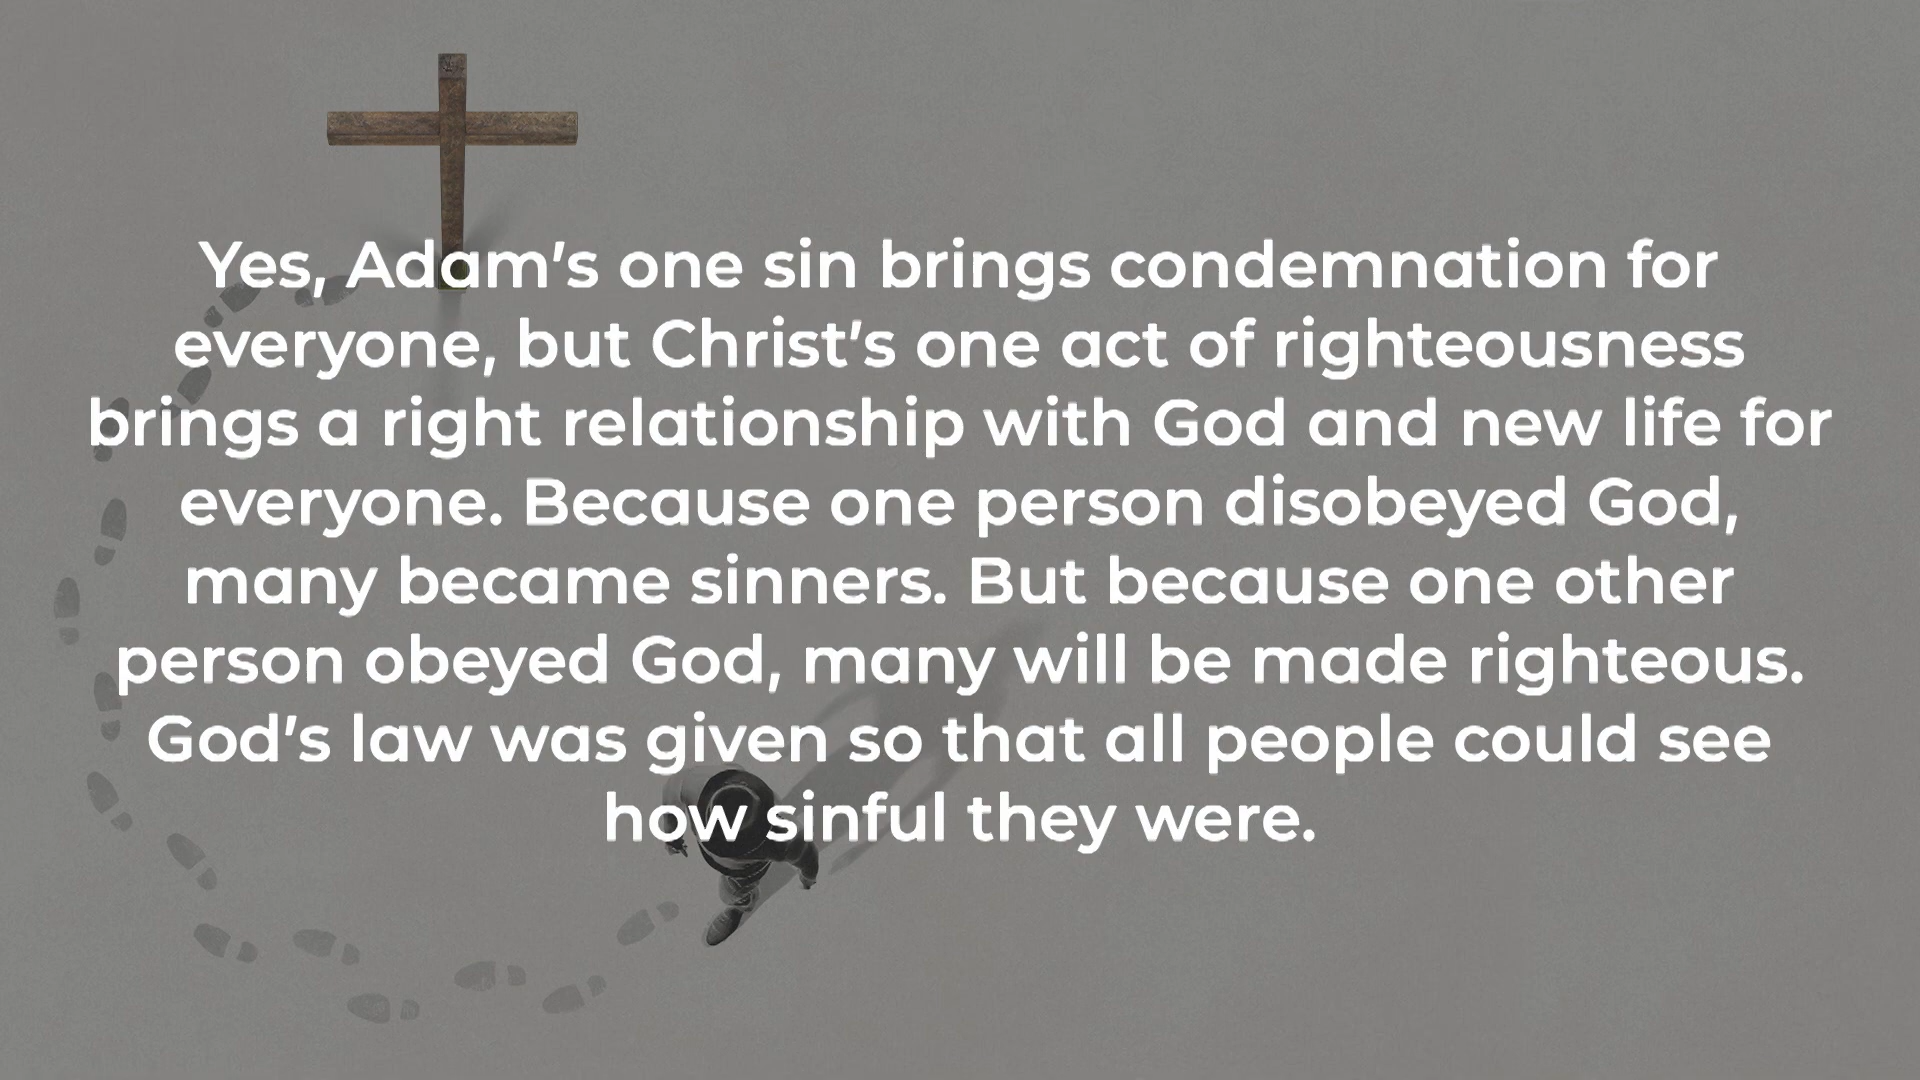 Yes, Adam’s one sin brings condemnation for
everyone, but Christ’s one act of righteousness
brings a right relationship with God and new life for
everyone. Because one person disobeyed God,
many became sinners. But because one other
person obeyed God, many will be made righteous.
God’s law was given so that all people could see
how sinful they were.